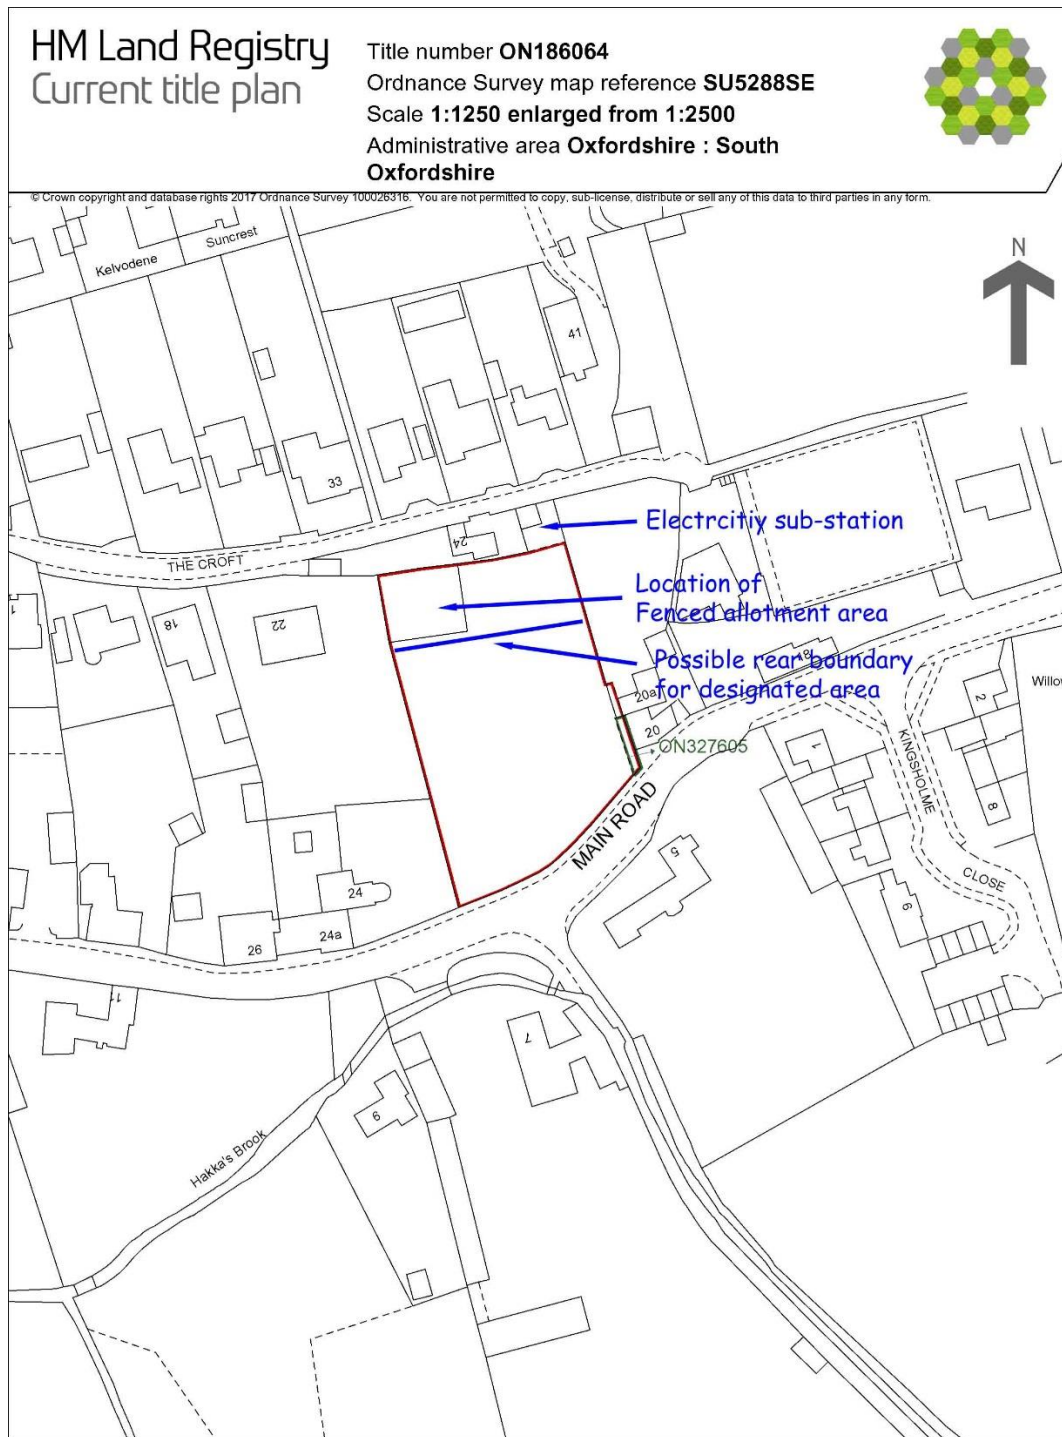 HM Land Registry
Current title plan
Title number ON186064
Ordnance Survey map reference SU5288SE
Scale 1:1250 enlarged from 1:2500
Administrative area Oxfordshire : South
Oxfordshire
© Crown copyright and database rights 2017 Ordnance Survey 100026316. You are not permitted to copy, sub-license, distribute or sell any of this data to third parties in any form.
Kelvodene
Suncrest
N
41
33
THE CROFT
24
Electrcitiy sub-station
Location of
Fenced allotment area
18
22
Possible rear boundary
for designated area
18
20a
20
ON327605
Willow
2
1
KINGSHOLME
8
CLOSE
MAIN ROAD
5
6
24
24a
26
11
7
9
Hakka's Brook